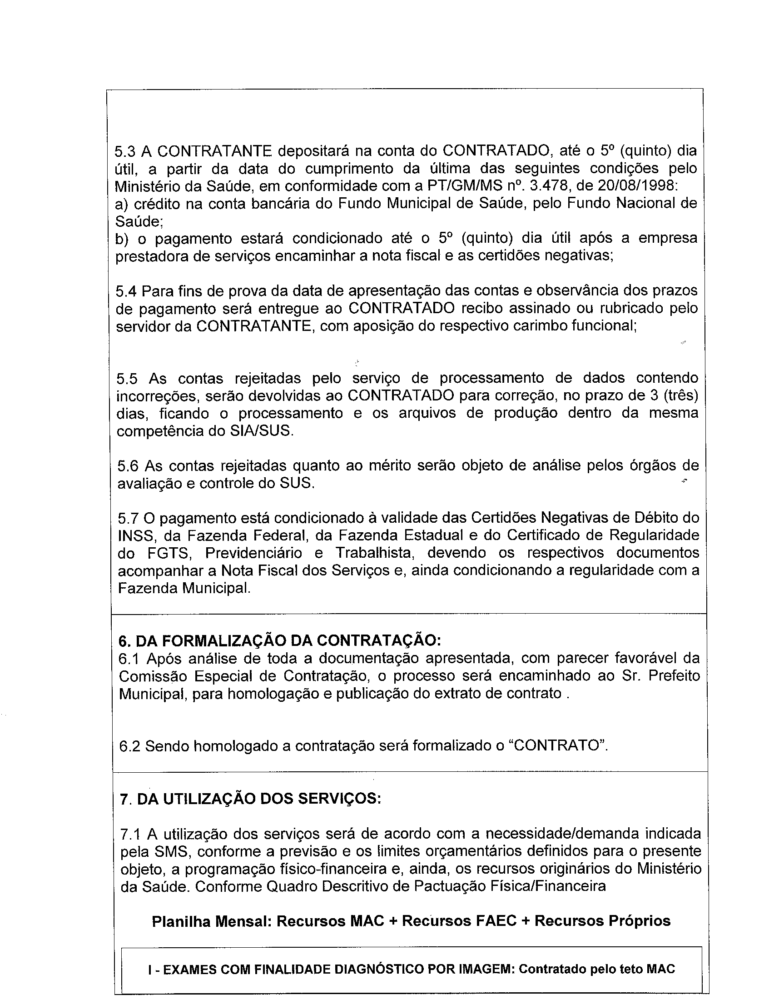 5.3 A CONTRATANTE depositará na conta do CONTRATADO, até o 5º (quinto) dia
útil, a partir da data do cumprimento da última das seguintes condições pelo
Ministério da Saúde, em conformidade com a PT/GM/MS nº. 3.478, de 20/08/1998:
a) crédito na conta bancária do Fundo Municipal de Saúde, pelo Fundo Nacional de
Saúde;
b) o pagamento estará condicionado até o 5º (quinto) dia útil após a empresa
prestadora de serviços encaminhar a nota fiscal e as certidões negativas;
5.4 Para fins de prova da data de apresentação das contas e observância dos prazos
de pagamento será entregue ao CONTRATADO recibo assinado ou rubricado pelo
servidor da CONTRATANTE, com aposição do respectivo carimbo funcional;
5.5 As contas rejeitadas pelo serviço de processamento de dados contendo
incorreções, serão devolvidas ao CONTRATADO para correção, no prazo de 3 (três)
dias, ficando o processamento e os arquivos de produção dentro da mesma
competência do SIA/SUS.
5.6 As contas rejeitadas quanto ao mérito serão objeto de análise pelos órgãos de
avaliação e controle do SUS.
5.7 O pagamento está condicionado à validade das Certidões Negativas de Débito do
INSS, da Fazenda Federal, da Fazenda Estadual e do Certificado de Regularidade
do FGTS, Previdenciário e Trabalhista, devendo os respectivos documentos
acompanhar a Nota Fiscal dos Serviços e, ainda condicionando a regularidade com a
Fazenda Municipal.
6. DA FORMALIZAÇÃO DA CONTRATAÇÃO:
6.1 Após análise de toda a documentação apresentada, com parecer favorável da
Comissão Especial de Contratação, o processo será encaminhado ao Sr. Prefeito
Municipal, para homologação e publicação do extrato de contrato .
6.2 Sendo homologado a contratação será formalizado o “CONTRATO”.
7. DA UTILIZAÇÃO DOS SERVIÇOS:
7.1 A utilização dos serviços será de acordo com a necessidade/demanda indicada
pela SMS, conforme a previsão e os limites orçamentários definidos para o presente
objeto, a programação físico-financeira e, ainda, os recursos originários do Ministério
da Saúde. Conforme Quadro Descritivo de Pactuação Física/Financeira
Planilha Mensal: Recursos MAC + Recursos FAEC + Recursos Próprios
I - EXAMES COM FINALIDADE DIAGNÓSTICO POR IMAGEM: Contratado pelo teto MAC